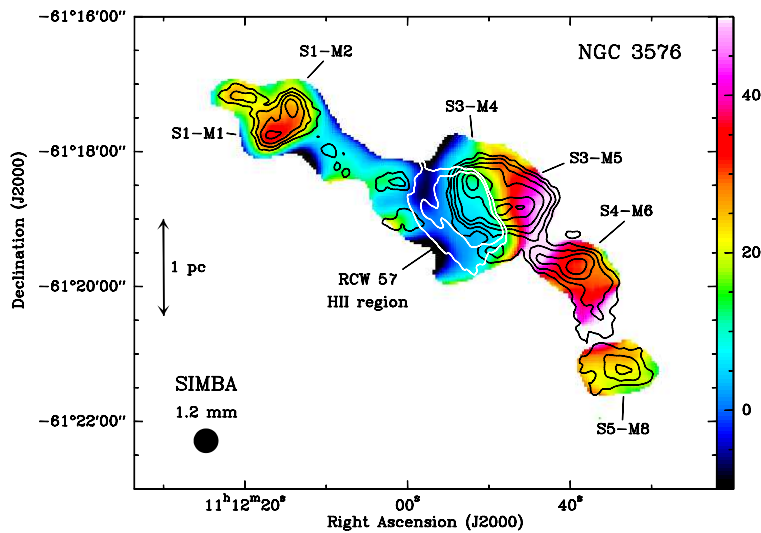 −61°16′00″
NGC 3576
S1−M2
40
S3−M4
S1−M1
−61°18′00″
S3−M5
S4−M6
Declination (J2000)
20
1 pc
RCW 57
HII region
−61°20′00″
SIMBA
1.2 mm
0
−61°22′00″
S5−M8
11ʰ12ᵐ20ˢ
00ˢ
40ˢ
Right Ascension (J2000)